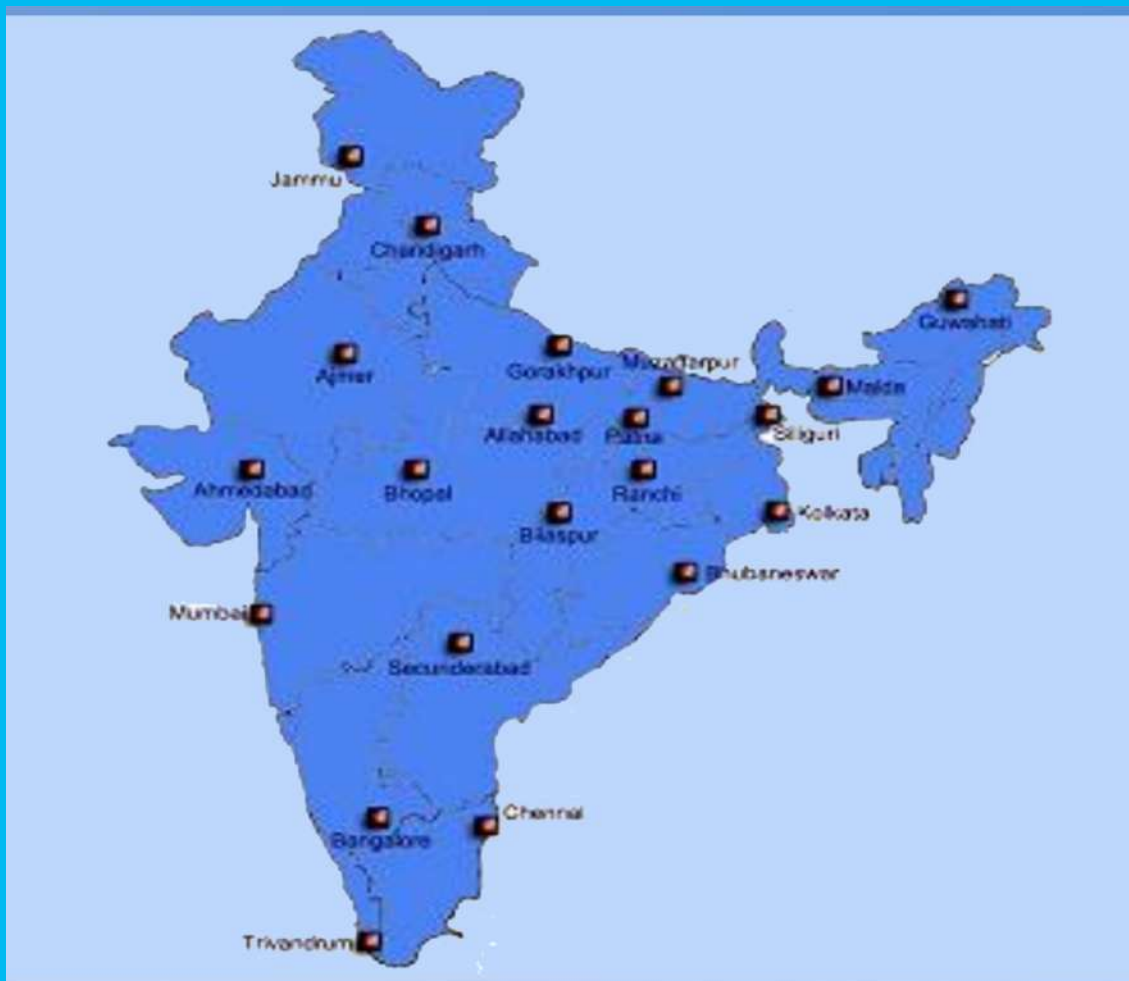 Jammu
Chandigarh
Guwahati
Ajmer
Gorakhpur
Muzaffarpur
Malda
Allahabad
Patna
Siliguri
Ahmedabad
Bhopal
Ranchi
Bilaspur
Kolkata
Bhubaneswar
Mumbai
Secunderabad
Chennai
Bangalore
Trivandrum